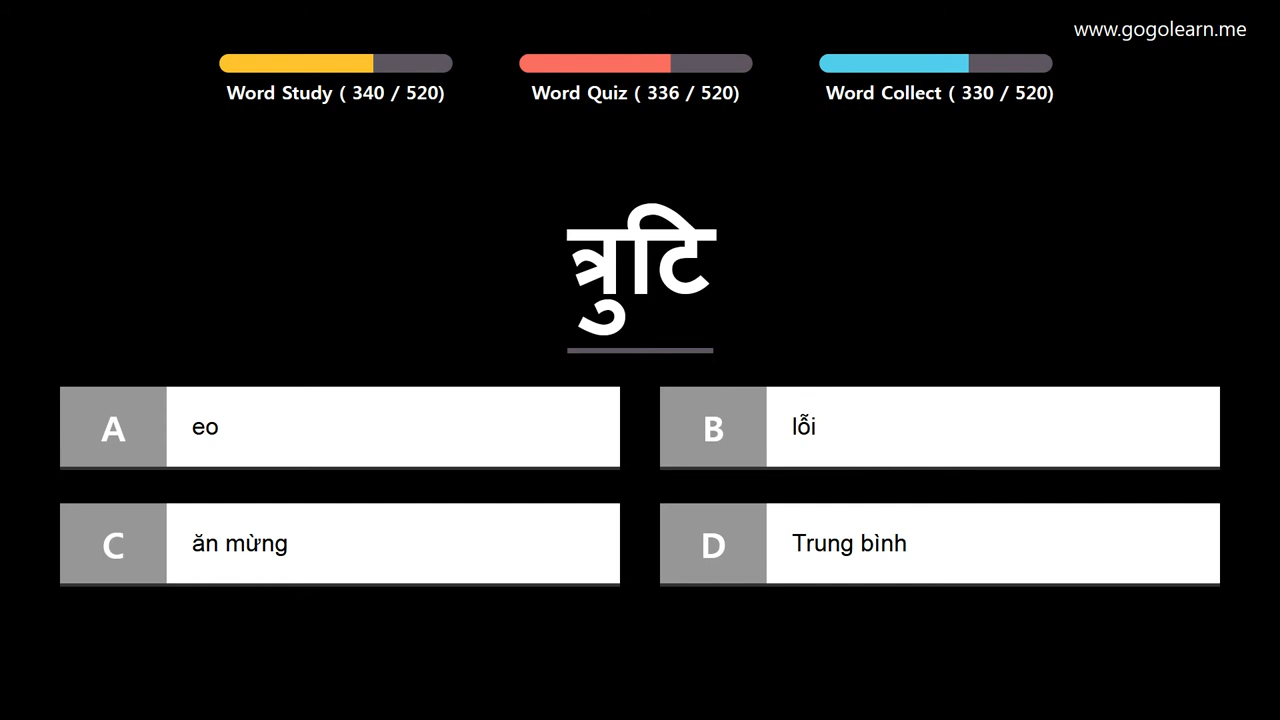 www.gogolearn.me
Word Study ( 340 / 520)
Word Quiz ( 336 / 520)
Word Collect ( 330 / 520)
त्रुटि
A eo
B lỗi
C ăn mừng
D Trung bình